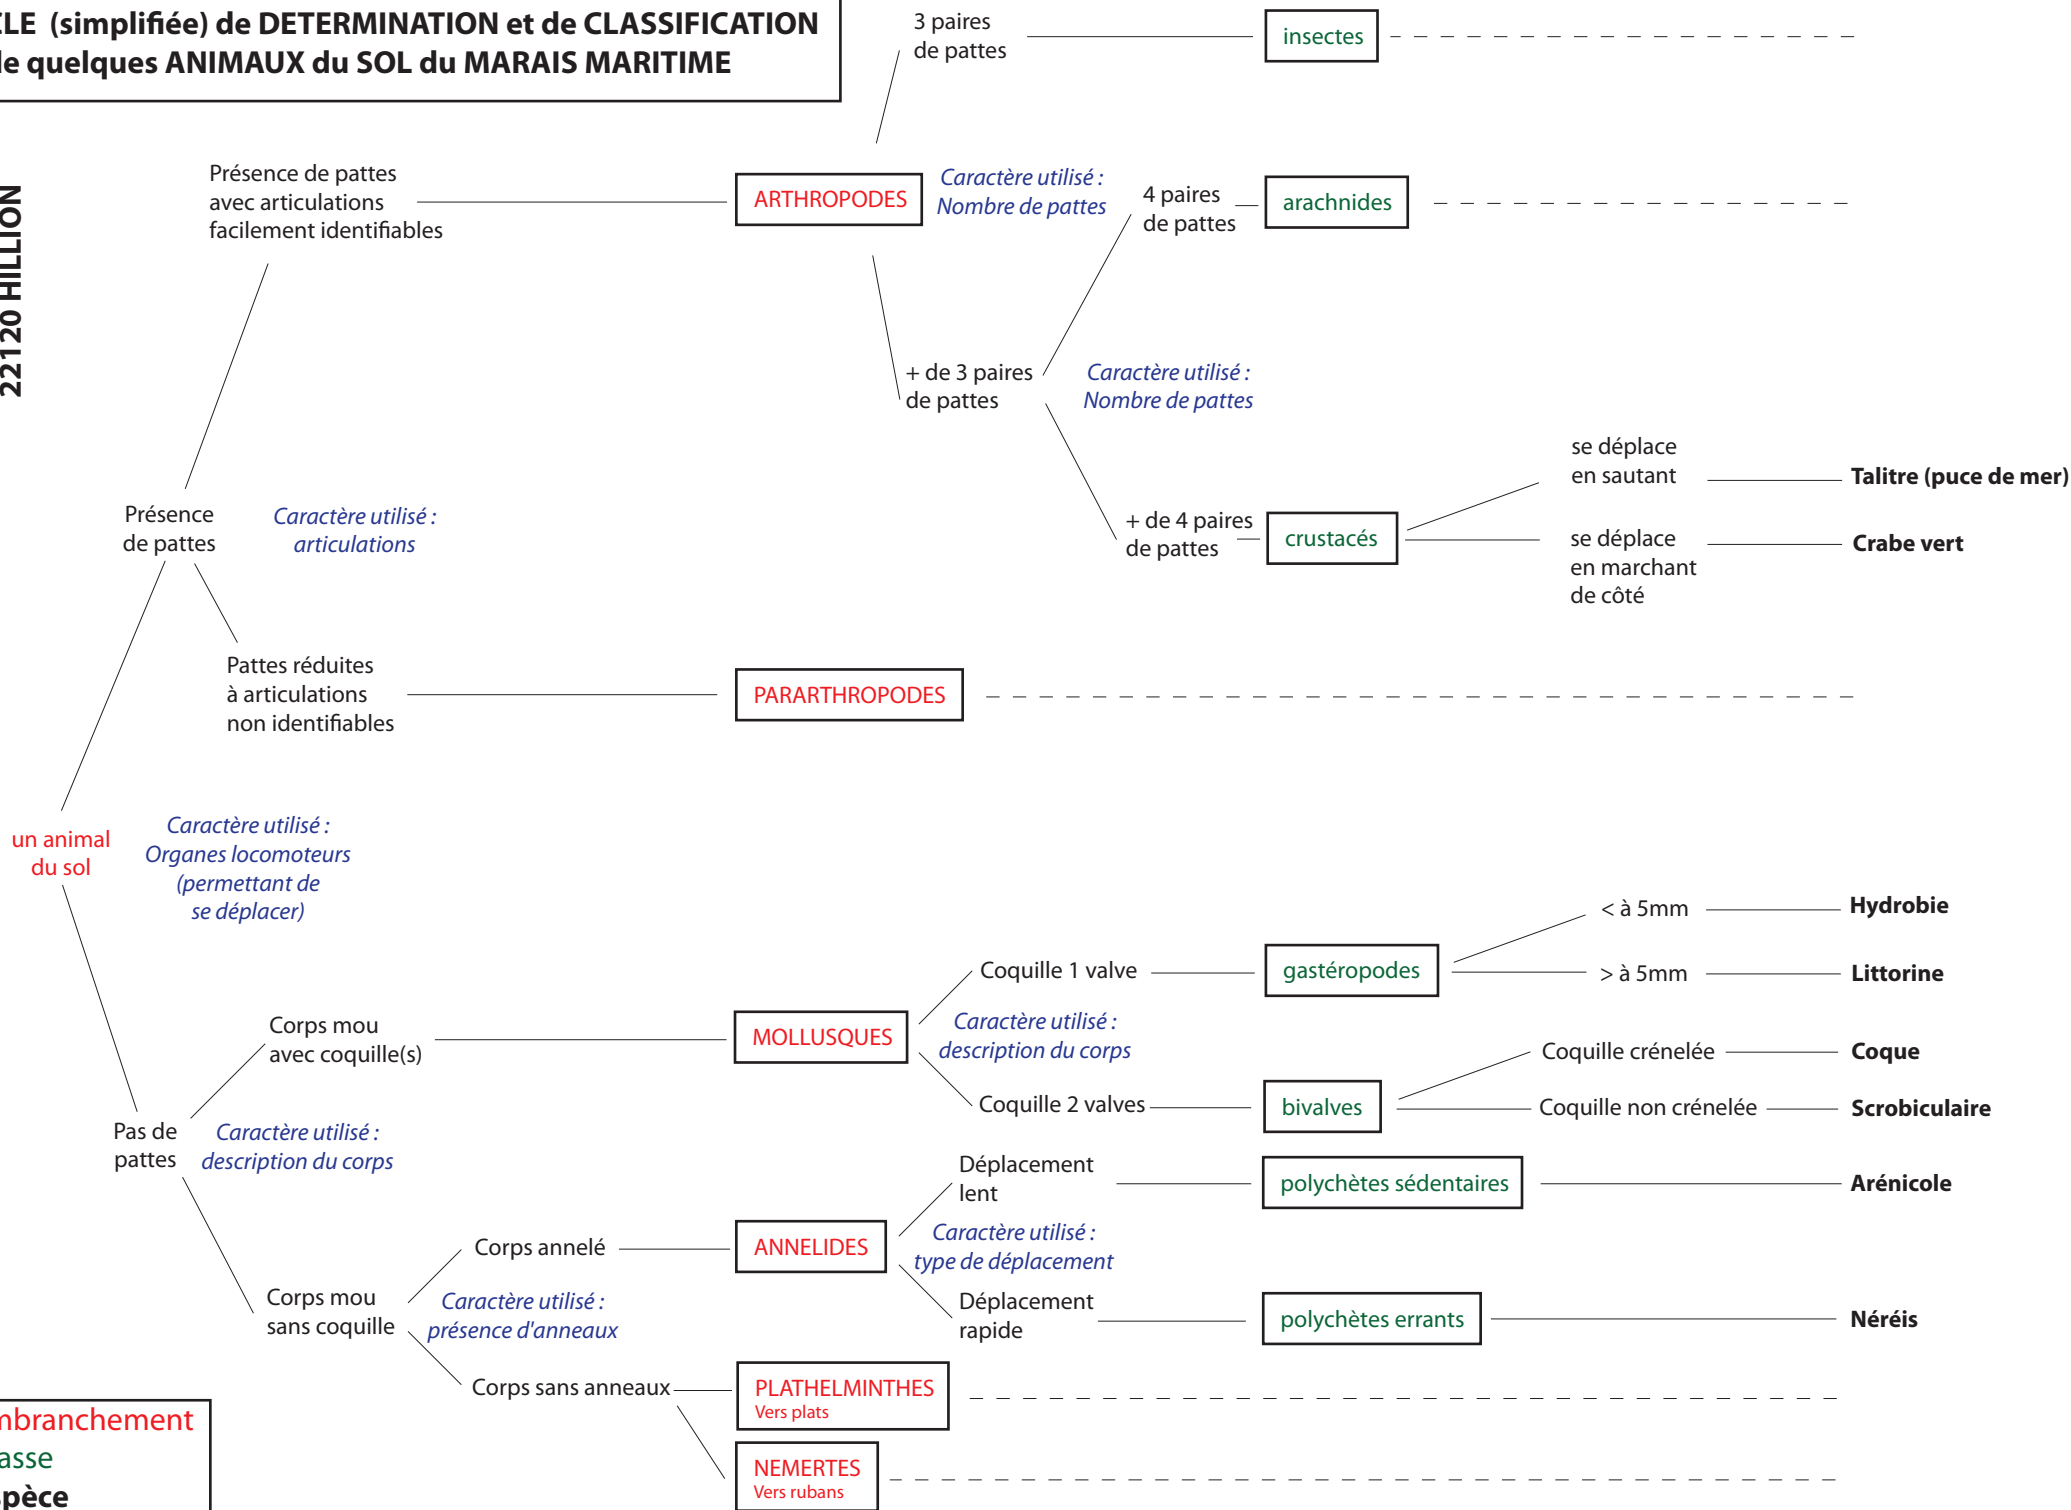 (simplifiée) de DETERMINATION et de CLASSIFICATION
quelques ANIMAUX du SOL du MARAIS MARITIME
22120 HILLION
3 paires
de pattes
insectes
Présence de pattes
avec articulations
facilement identifiables
ARTHROPODES
Caractère utilisé :
Nombre de pattes
4 paires
de pattes
arachnides
+ de 3 paires
de pattes
Caractère utilisé :
Nombre de pattes
+ de 4 paires
de pattes
crustacés
se déplace
en sautant
Talitre (puce de mer)
se déplace
en marchant
de côté
Crabe vert
Présence
de pattes
Caractère utilisé :
articulations
Pattes réduites
à articulations
non identifiables
PARARTHROPODES
un animal
du sol
Caractère utilisé :
Organes locomoteurs
(permettant de
se déplacer)
Pas de
pattes
Caractère utilisé :
description du corps
Corps mou
avec coquille(s)
MOLLUSQUES
Caractère utilisé :
description du corps
Coquille 1 valve
gastéropodes
< à 5mm
Hydrobie
> à 5mm
Littorine
Coquille 2 valves
bivalves
Coquille crénelée
Coque
Coquille non crénelée
Scrobiculaire
Corps mou
sans coquille
Caractère utilisé :
présence d'anneaux
Corps annelé
ANNELIDES
Caractère utilisé :
type de déplacement
Déplacement
lent
polychètes sédentaires
Arénicole
Déplacement
rapide
polychètes errants
Néréis
Corps sans anneaux
PLATHELMINTHES
Vers plats
NEMERTES
Vers rubans
mbranchement
asse
pèce